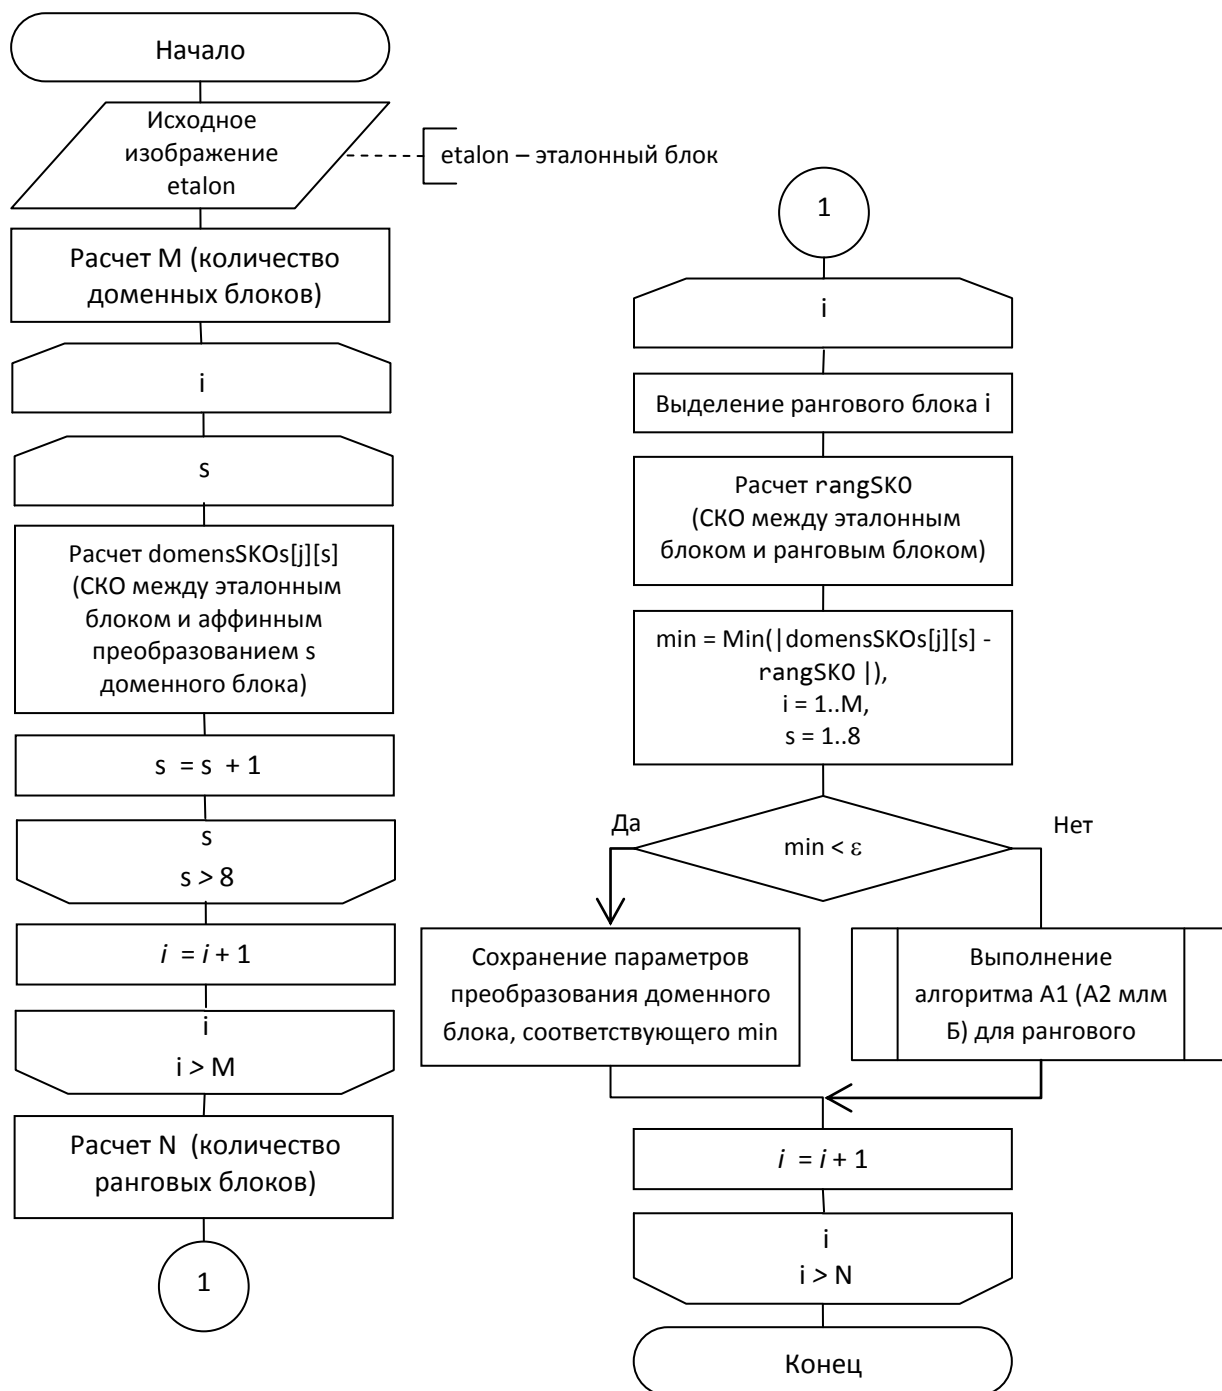 Начало
Исходное
изображение
etalon
etalon – эталонный блок
Расчет M (количество
доменных блоков)
i
s
Расчет domensSKOs[j][s]
(СКО между эталонным
блоком и аффинным
преобразованием s
доменного блока)
s = s + 1
s
s > 8
i = i + 1
i
i > M
Расчет N (количество
ранговых блоков)
1
1
i
Выделение рангового блока i
Расчет rangSKO
(СКО между эталонным
блоком и ранговым блоком)
min = Min(|domensSKOs[j][s] -
rangSKO |),
i = 1..M,
s = 1..8
Да
min < ε
Нет
Сохранение параметров
преобразования доменного
блока, соответствующего min
Выполнение
алгоритма А1 (А2 млм
Б) для рангового
i = i + 1
i
i > N
Конец